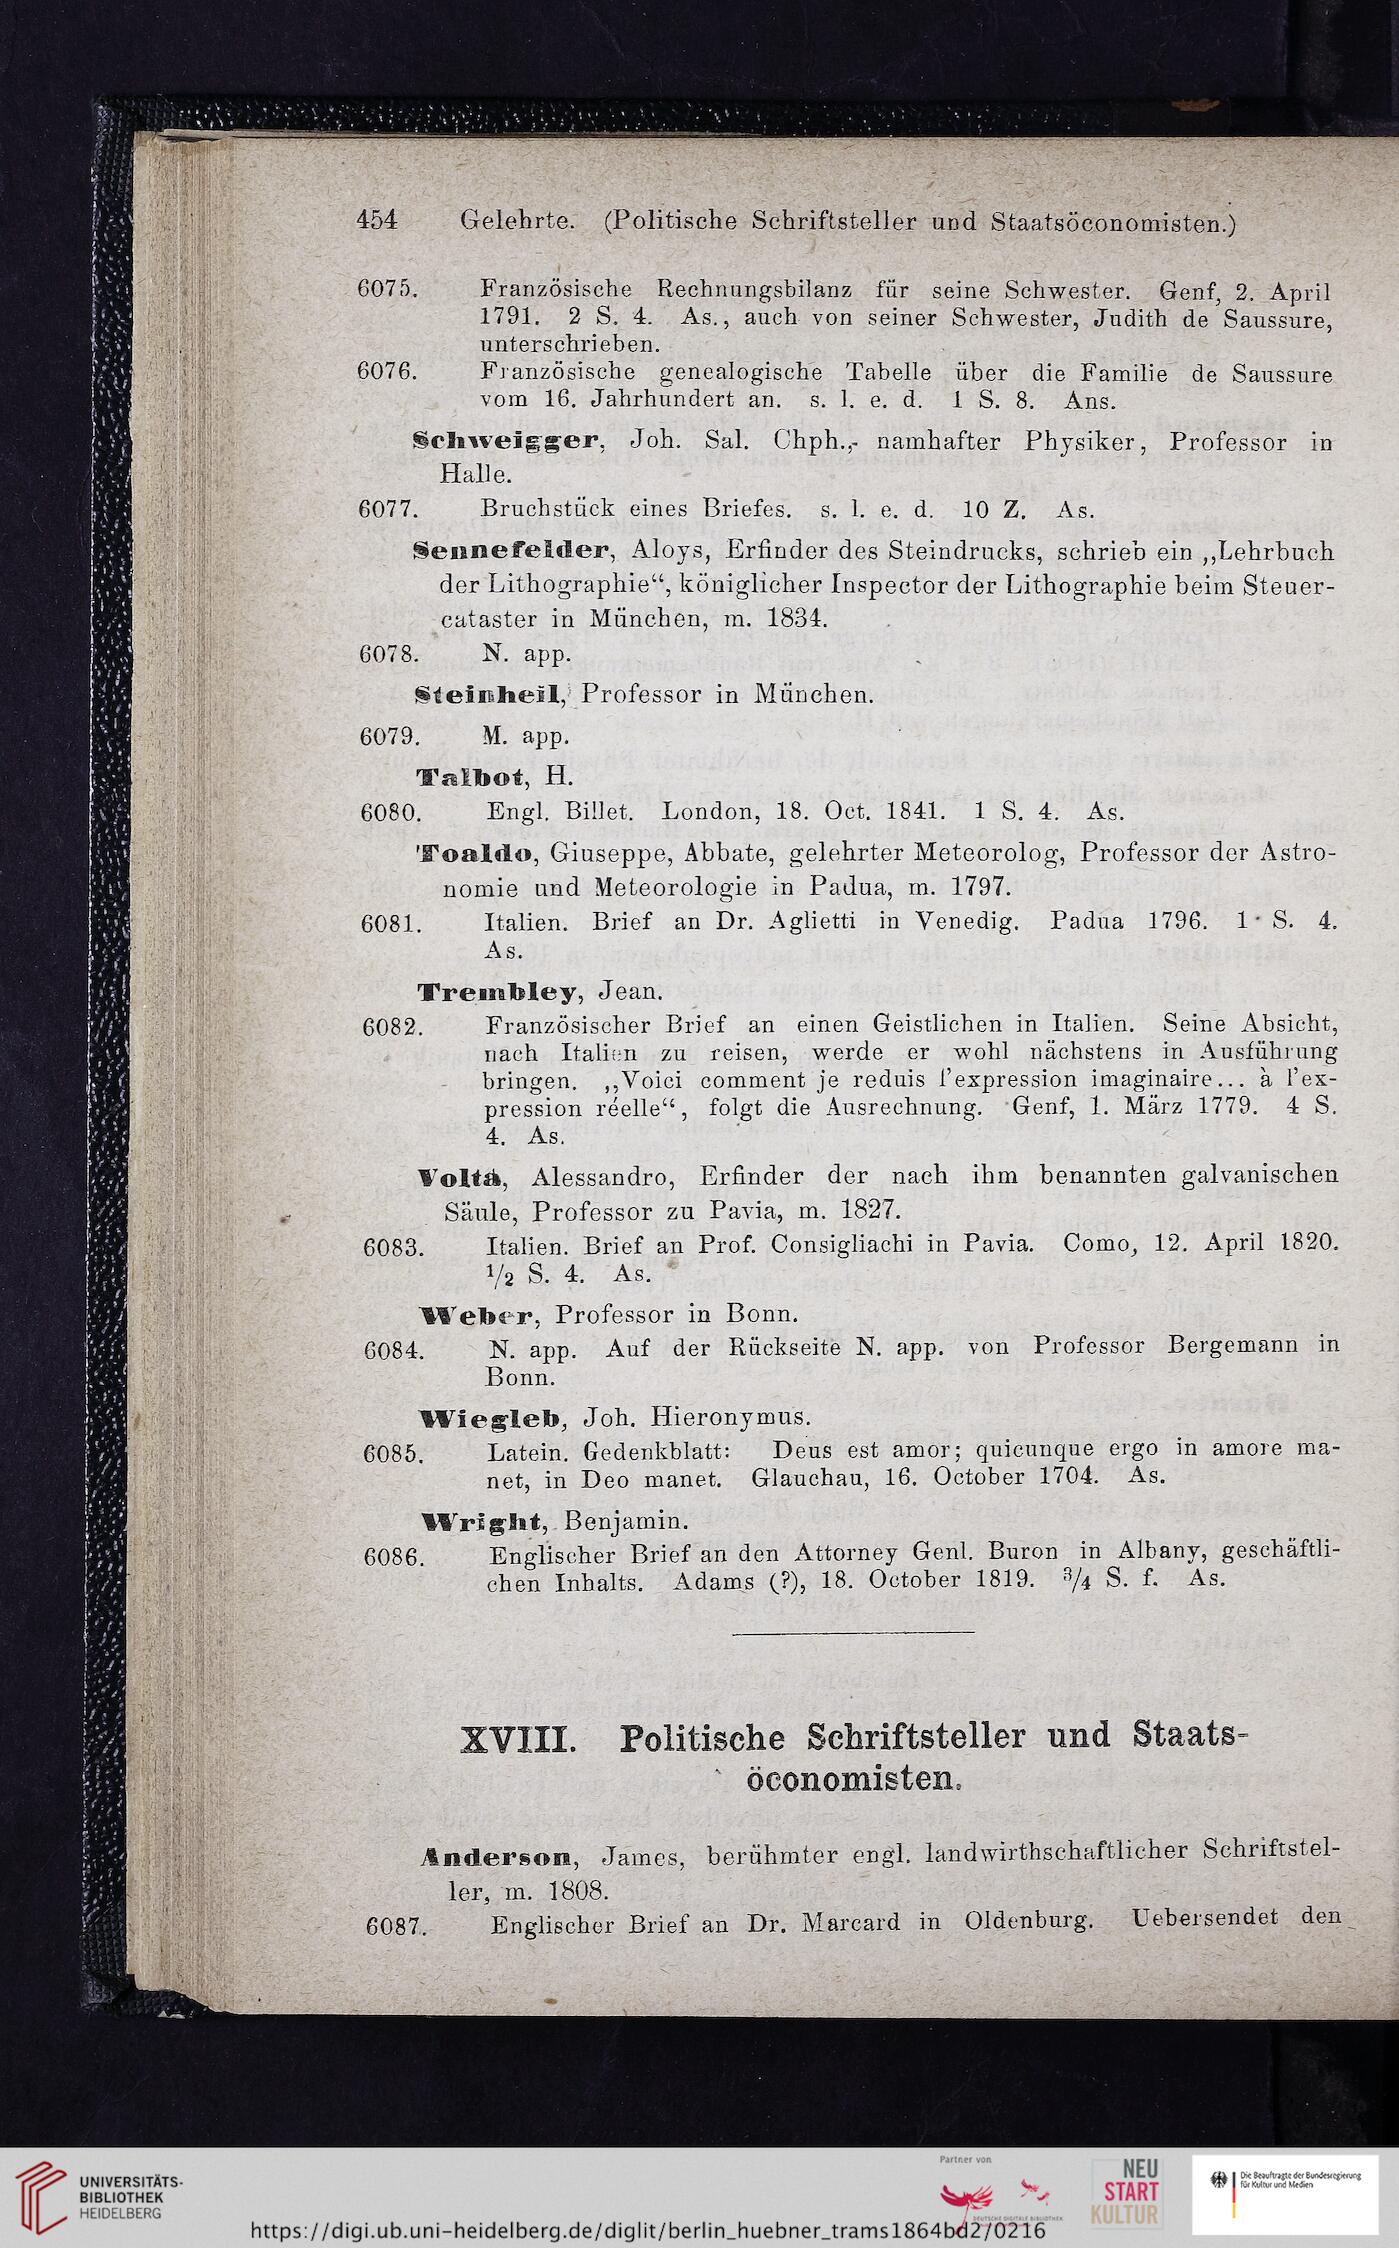 454 Gelehrte. (Politische Schriftsteller und Staatsöconomisten.)
6075. Französische Rechnungsbilanz für seine Schwester. Genf, 2. April
1791. 2 S. 4. As., auch von seiner Schwester, Judith de Saussure,
unterschrieben.
6076. Französische genealogische Tabelle über die Familie de Saussure
vom 16. Jahrhundert an. s. l. e. d. 1 S. 8. Ans.
Schweigger, Joh. Sal. Chph., namhafter Physiker, Professor in
Halle.
6077. Bruchstück eines Briefes. s. l. e. d. 10 Z. As.
Sennefelder, Aloys, Erfinder des Steindrucks, schrieb ein „Lehrbuch
der Lithographie“, königlicher Inspector der Lithographie beim Steuer-
cataster in München, m. 1834.
6078. N. app.
Steinheil, Professor in München.
6079. M. app.
Talbot, H.
6080. Engl. Billet. London, 18. Oct. 1841. 1 S. 4. As.
Toaldo, Giuseppe, Abbate, gelehrter Meteorolog, Professor der Astro-
nomie und Meteorologie in Padua, m. 1797.
6081. Italien. Brief an Dr. Aglietti in Venedig. Padua 1796. 1 S. 4.
As.
Trembley, Jean.
6082. Französischer Brief an einen Geistlichen in Italien. Seine Absicht,
nach Italien zu reisen, werde er wohl nächstens in Ausführung
bringen. „Voici comment je reduis l'expression imaginaire... à l'ex-
pression réelle“, folgt die Ausrechnung. Genf, 1. März 1779. 4 S.
4. As.
Volta, Alessandro, Erfinder der nach ihm benannten galvanischen
Säule, Professor zu Pavia, m. 1827.
6083. Italien. Brief an Prof. Consigliachi in Pavia. Como, 12. April 1820.
1/2 S. 4. As.
Weber, Professor in Bonn.
6084. N. app. Auf der Rückseite N. app. von Professor Bergemann in
Bonn.
Wiegleb, Joh. Hieronymus.
6085. Latein. Gedenkblatt: Deus est amor; quicunque ergo in amore ma-
net, in Deo manet. Glauchau, 16. October 1704. As.
Wright, Benjamin.
6086. Englischer Brief an den Attorney Genl. Buron in Albany, geschäftli-
chen Inhalts. Adams (?), 18. October 1819. 3/4 S. f. As.
XVIII. Politische Schriftsteller und Staats-
öconomisten.
Anderson, James, berühmter engl. landwirthschaftlicher Schriftstel-
ler, m. 1808.
6087. Englischer Brief an Dr. Marcard in Oldenburg. Uebersendet den
UNIVERSITÄTS-
BIBLIOTHEK
HEIDELBERG
https://digi.ub.uni-heidelberg.de/diglit/berlin_huebner_trams1864bd2/0216
Partner von
DEUTSCHE DIGITALE BIBLIOTHEK
NEU
START
KULTUR
Die Beauftragte der Bundesregierung
für Kultur und Medien